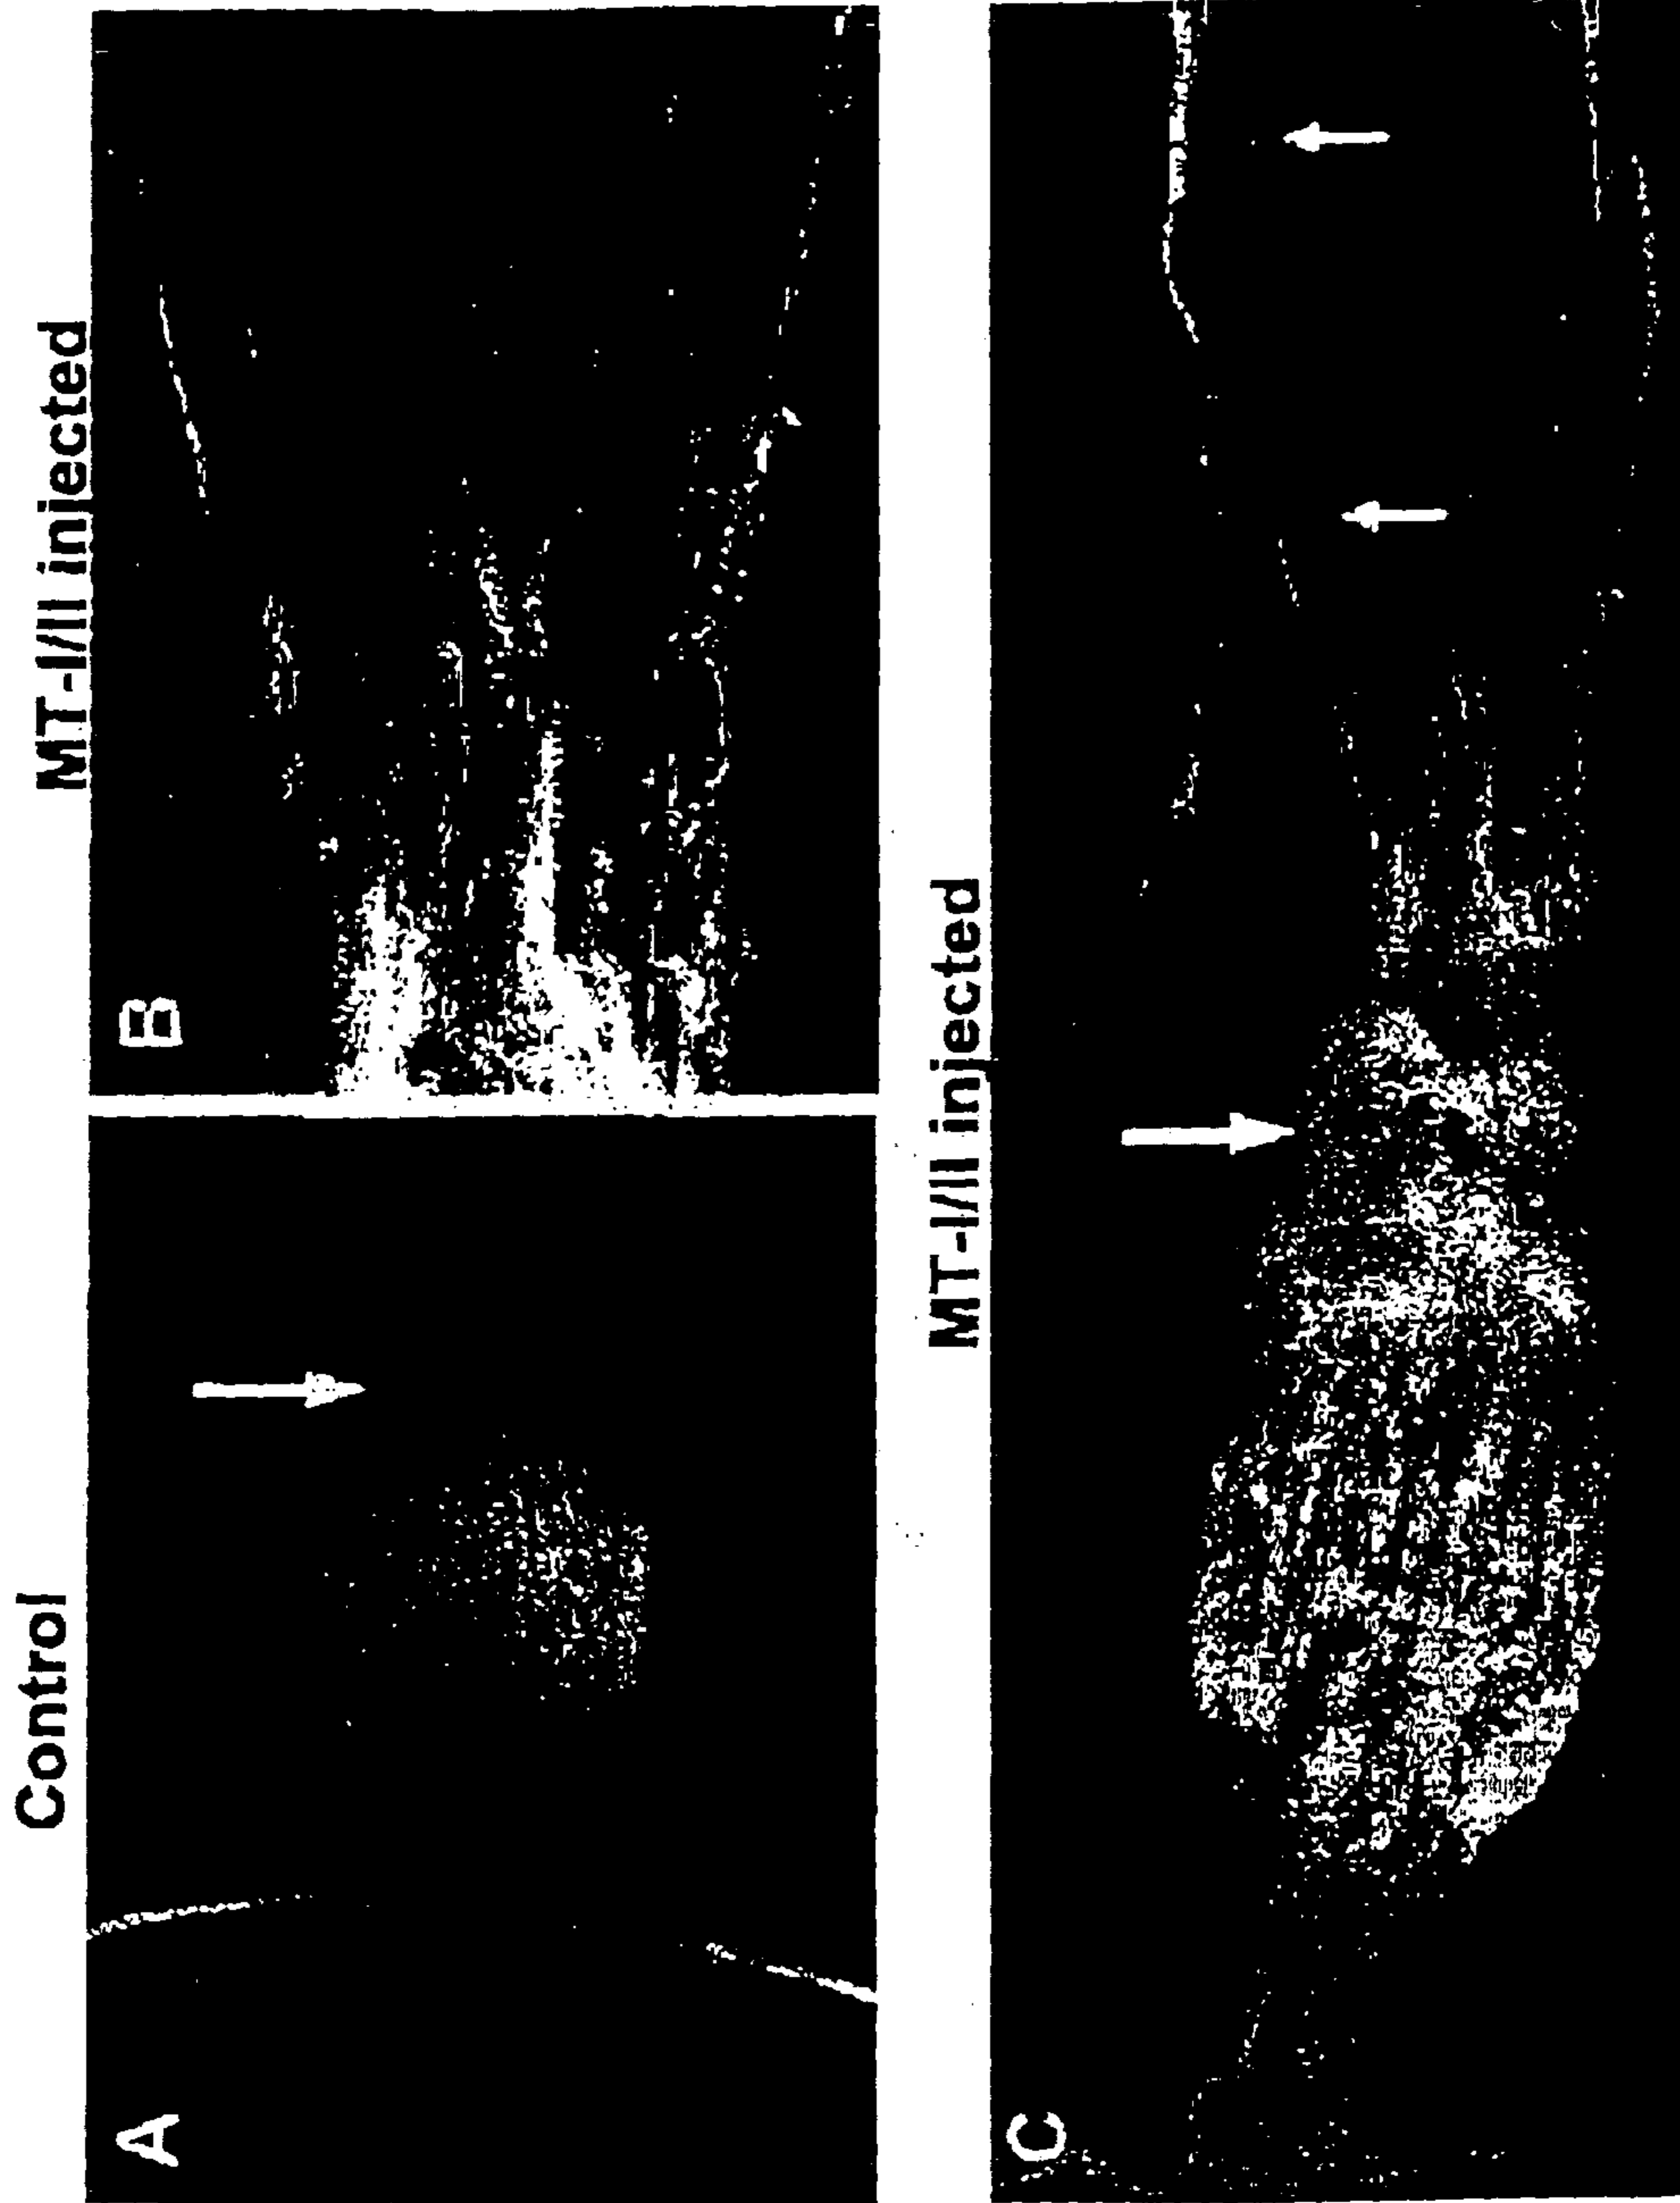 Control
MT-I/II injected
A
B
MT-I/II injected
C